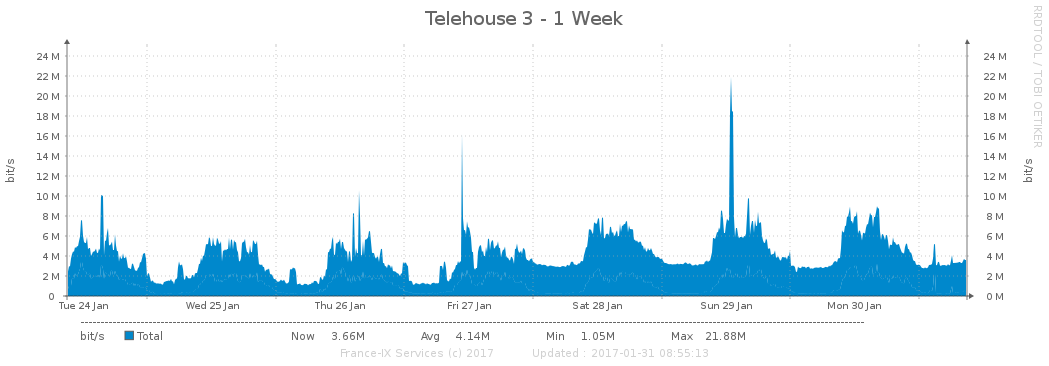 Telehouse 3 - 1 Week
RRDTOOL / TOBI OETIKER
bit/s
24 M 24 M
22 M 22 M
20 M 20 M
18 M 18 M
16 M 16 M
14 M 14 M
12 M 12 M
10 M 10 M
8 M 8 M
6 M 6 M
4 M 4 M
2 M 2 M
0 0 M
bit/s
Tue 24 Jan Wed 25 Jan Thu 26 Jan Fri 27 Jan Sat 28 Jan Sun 29 Jan Mon 30 Jan
bit/s Total Now 3.66M Avg 4.14M Min 1.05M Max 21.88M
France-IX Services (c) 2017 Updated : 2017-01-31 08:55:13